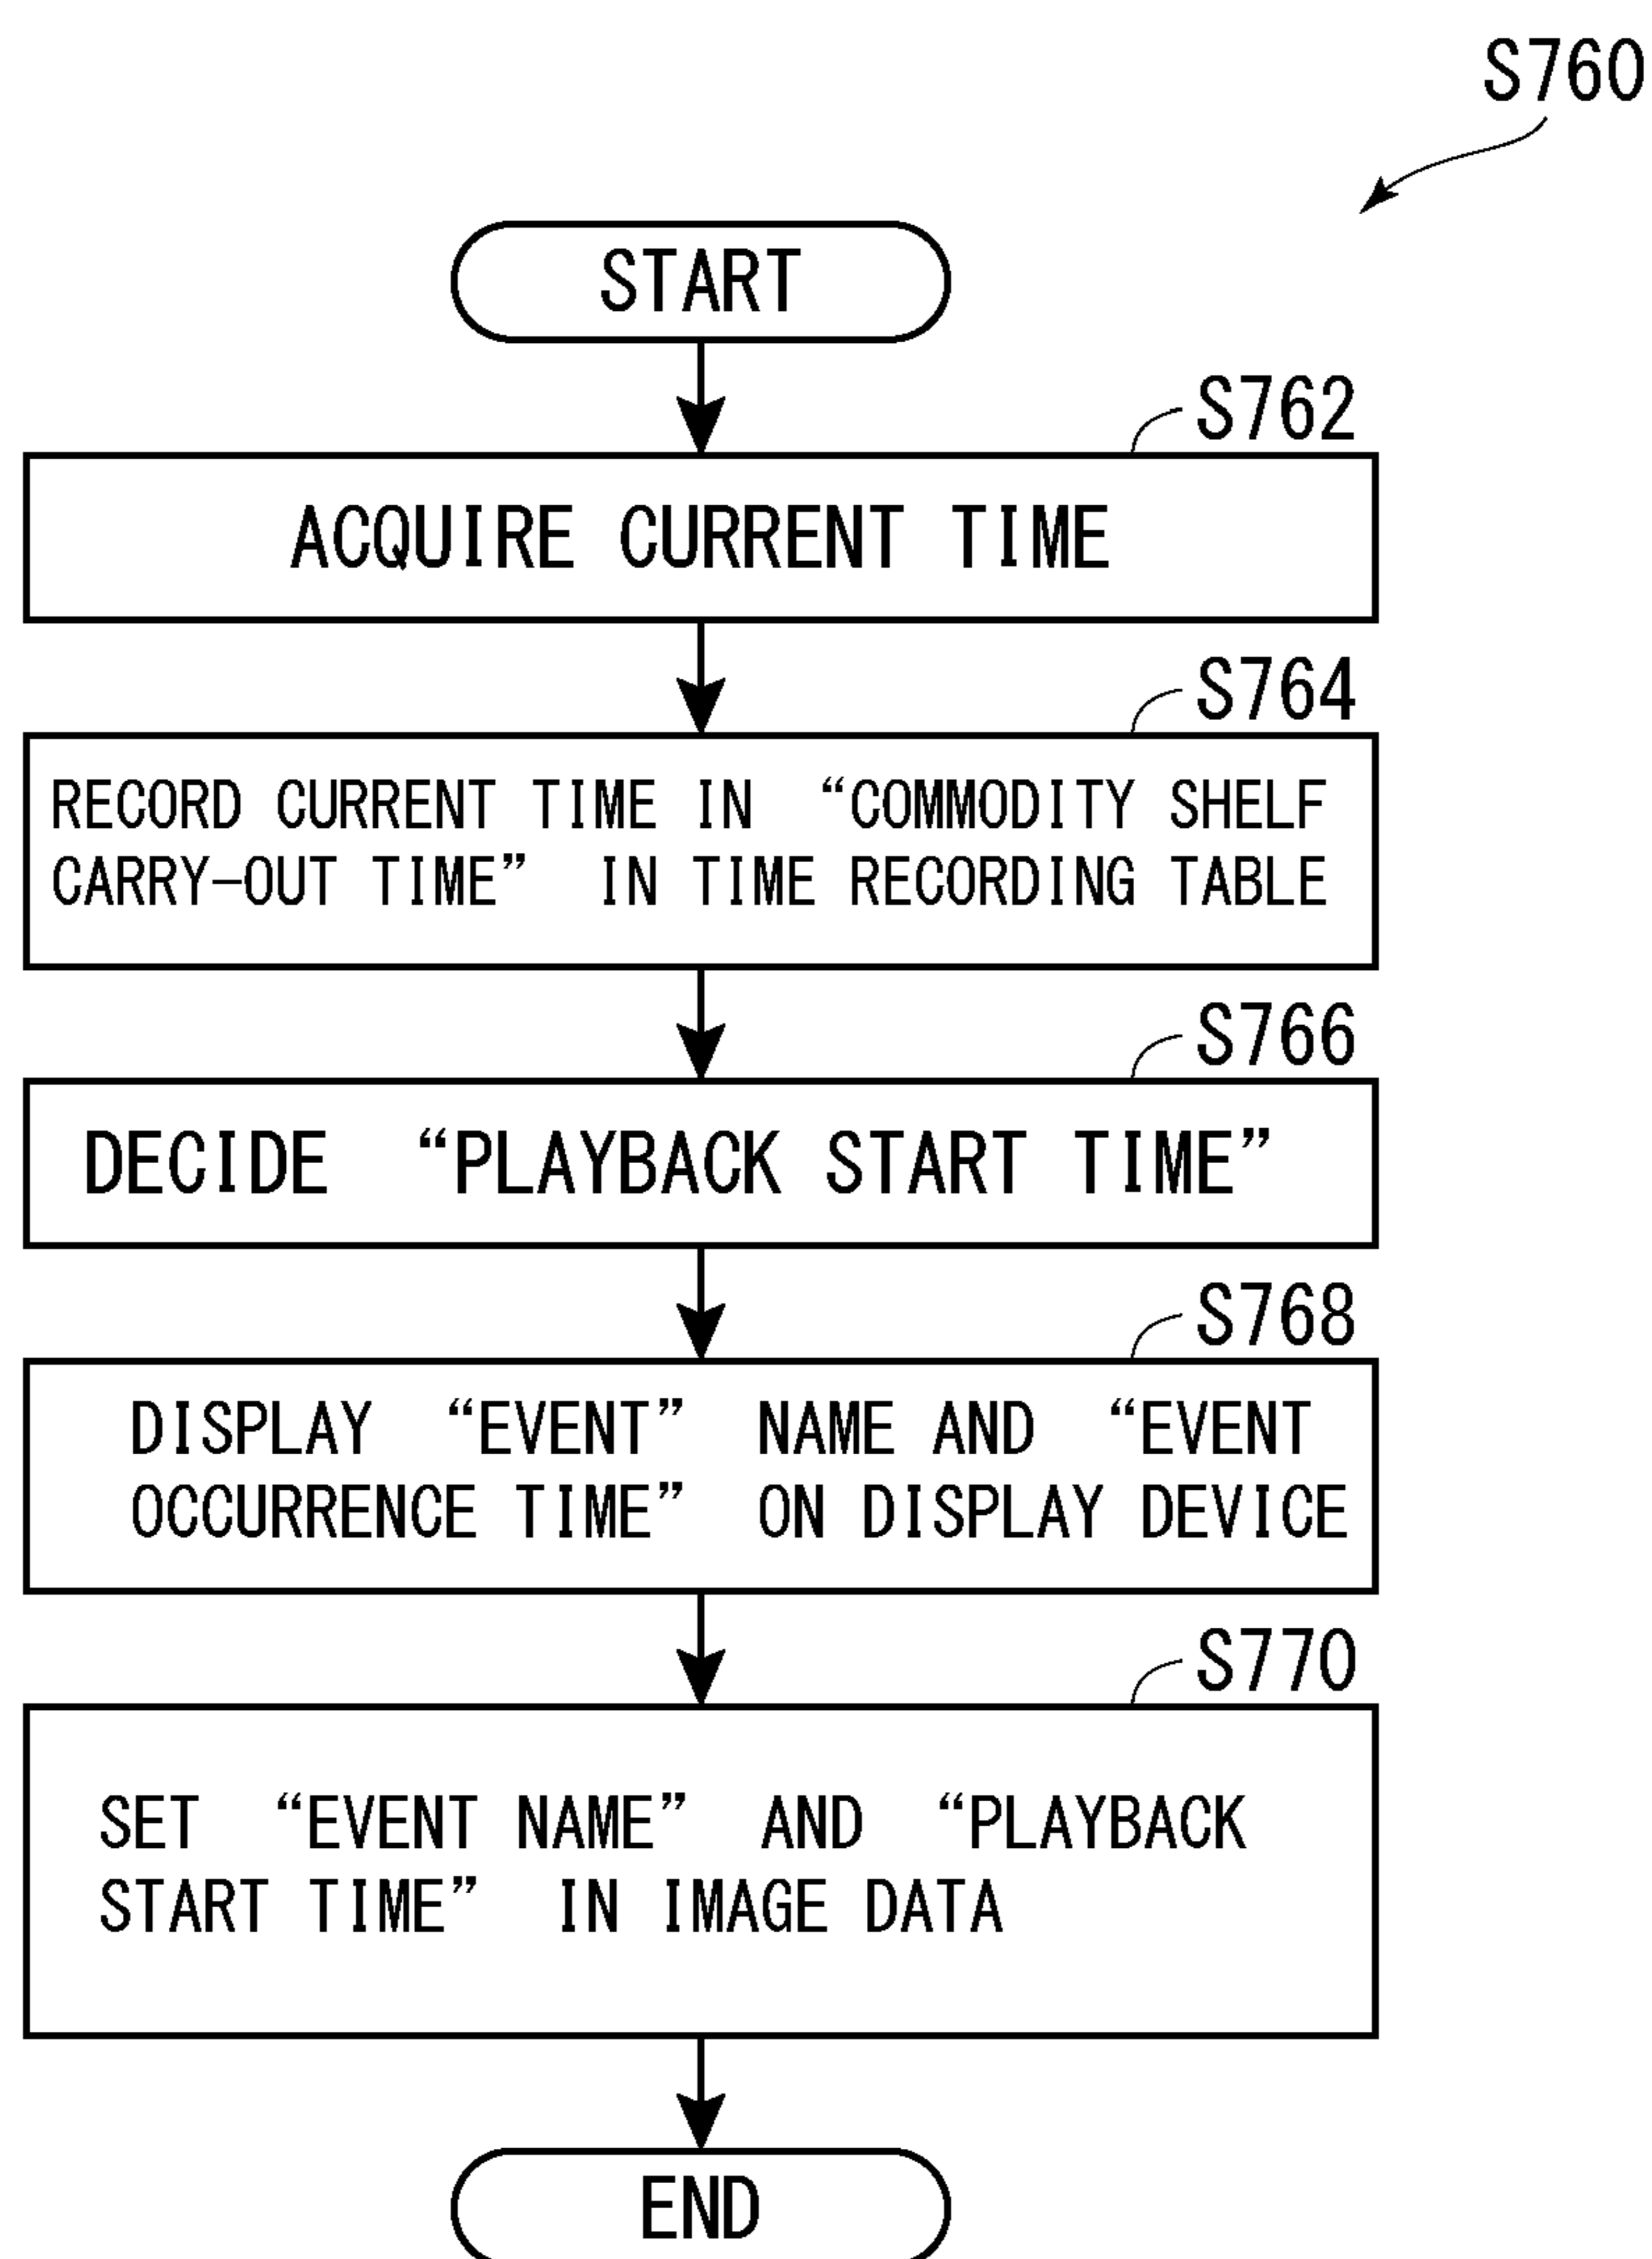 S760
START
S762
ACQUIRE CURRENT TIME
S764
RECORD CURRENT TIME IN “COMMODITY SHELF
CARRY-OUT TIME” IN TIME RECORDING TABLE
S766
DECIDE “PLAYBACK START TIME”
S768
DISPLAY “EVENT” NAME AND “EVENT
OCCURRENCE TIME” ON DISPLAY DEVICE
S770
SET “EVENT NAME” AND “PLAYBACK
START TIME” IN IMAGE DATA
END